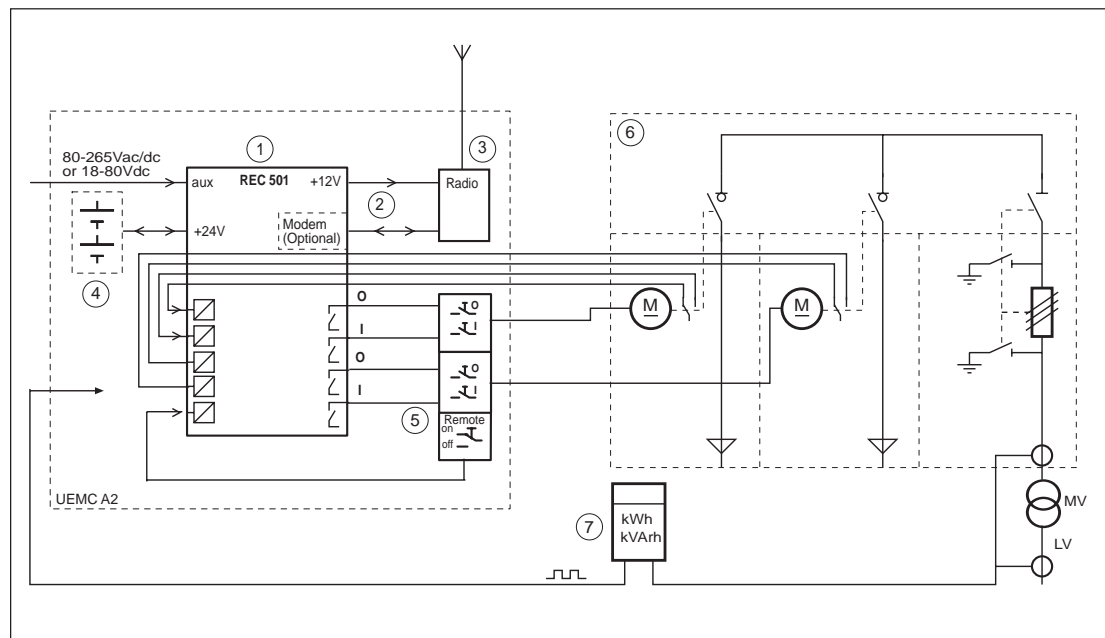 6
1
3
80-265Vac/dc
or 18-80Vdc
aux
REC 501
+12V
Radio
2
+24V
Modem
(Optional)
4
O
I
O
I
O
I
O
I
M
M
5
Remote
on
off
UEMC A2
7
kWh
kVArh
MV
LV